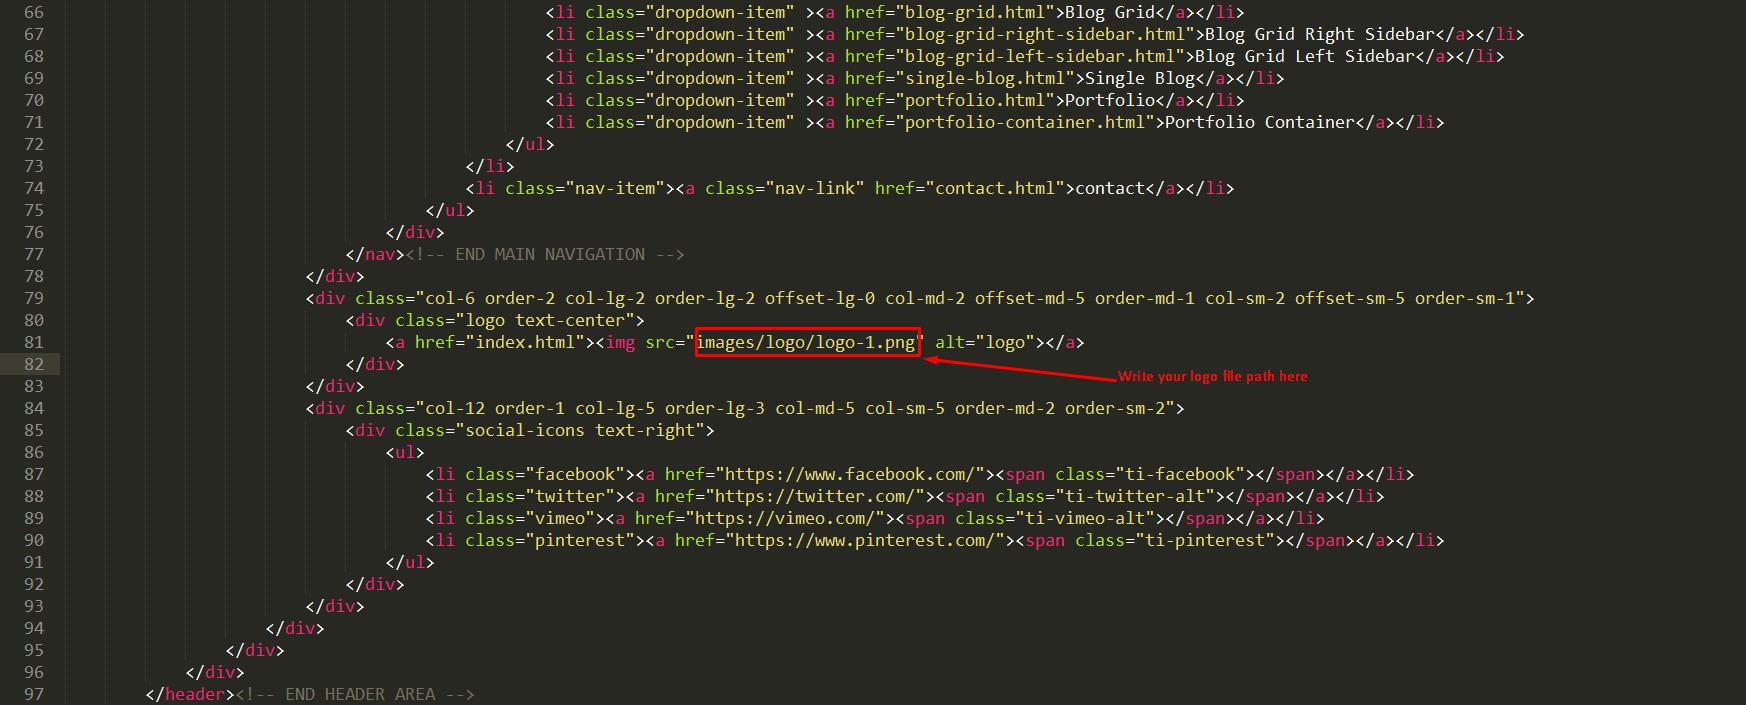 66 <li class="dropdown-item" ><a href="blog-grid.html">Blog Grid</a></li>
67 <li class="dropdown-item" ><a href="blog-grid-right-sidebar.html">Blog Grid Right Sidebar</a></li>
68 <li class="dropdown-item" ><a href="blog-grid-left-sidebar.html">Blog Grid Left Sidebar</a></li>
69 <li class="dropdown-item" ><a href="single-blog.html">Single Blog</a></li>
70 <li class="dropdown-item" ><a href="portfolio.html">Portfolio</a></li>
71 <li class="dropdown-item" ><a href="portfolio-container.html">Portfolio Container</a></li>
72 </ul>
73 </li>
74 <li class="nav-item"><a class="nav-link" href="contact.html">contact</a></li>
75 </ul>
76 </div>
77 </nav><!-- END MAIN NAVIGATION -->
78 </div>
79 <div class="col-6 order-2 col-lg-2 order-lg-2 offset-lg-0 col-md-2 offset-md-5 order-md-1 col-sm-2 offset-sm-5 order-sm-1">
80 <div class="logo text-center">
81 <a href="index.html"><img src="images/logo/logo-1.png" alt="logo"></a>
82 </div>
Write your logo file path here
83 </div>
84 <div class="col-12 order-1 col-lg-5 order-lg-3 col-md-5 col-sm-5 order-md-2 order-sm-2">
85 <div class="social-icons text-right">
86 <ul>
87 <li class="facebook"><a href="https://www.facebook.com/"><span class="ti-facebook"></span></a></li>
88 <li class="twitter"><a href="https://twitter.com/"><span class="ti-twitter-alt"></span></a></li>
89 <li class="vimeo"><a href="https://vimeo.com/"><span class="ti-vimeo-alt"></span></a></li>
90 <li class="pinterest"><a href="https://www.pinterest.com/"><span class="ti-pinterest"></span></a></li>
91 </ul>
92 </div>
93 </div>
94 </div>
95 </div>
96 </div>
97 </header><!-- END HEADER AREA -->